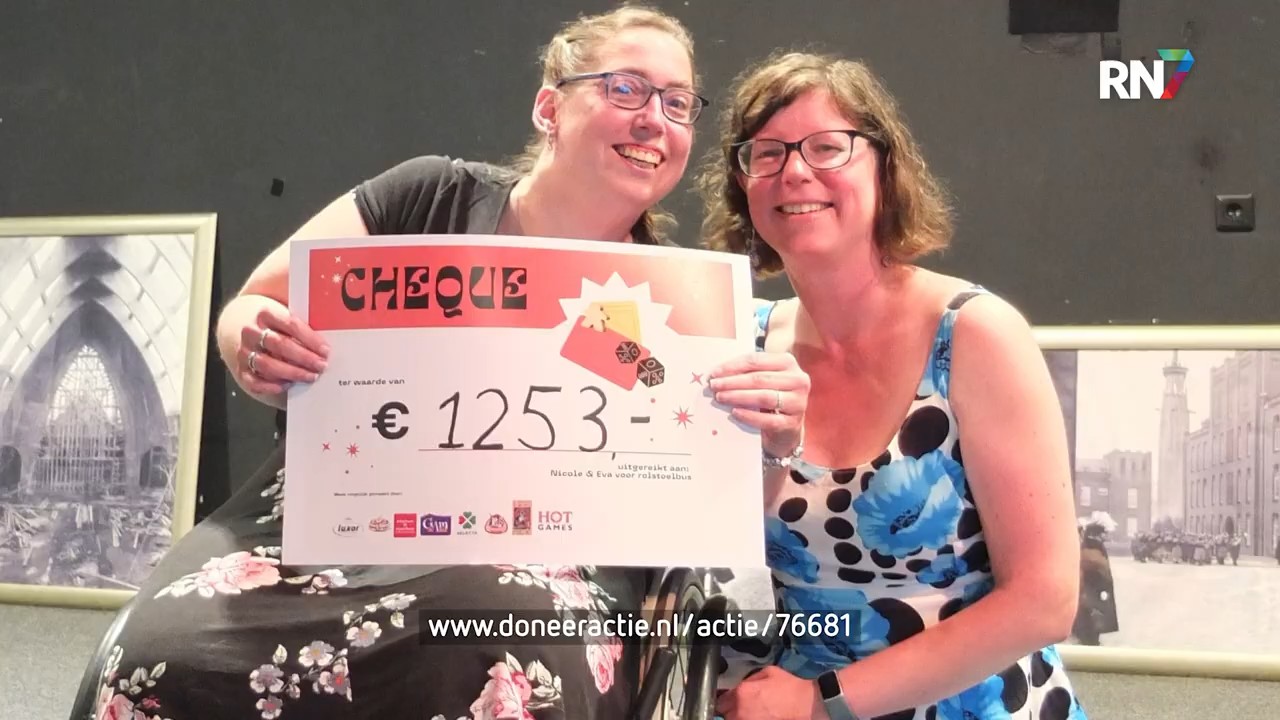 RN7
CHEQUE
ter waarde van
€ 1253,-
uitgereikt aan:
Nicole & Eva voor rolstoelbus
luxor
HOT
GAMES
www.doneeractie.nl/actie/76681